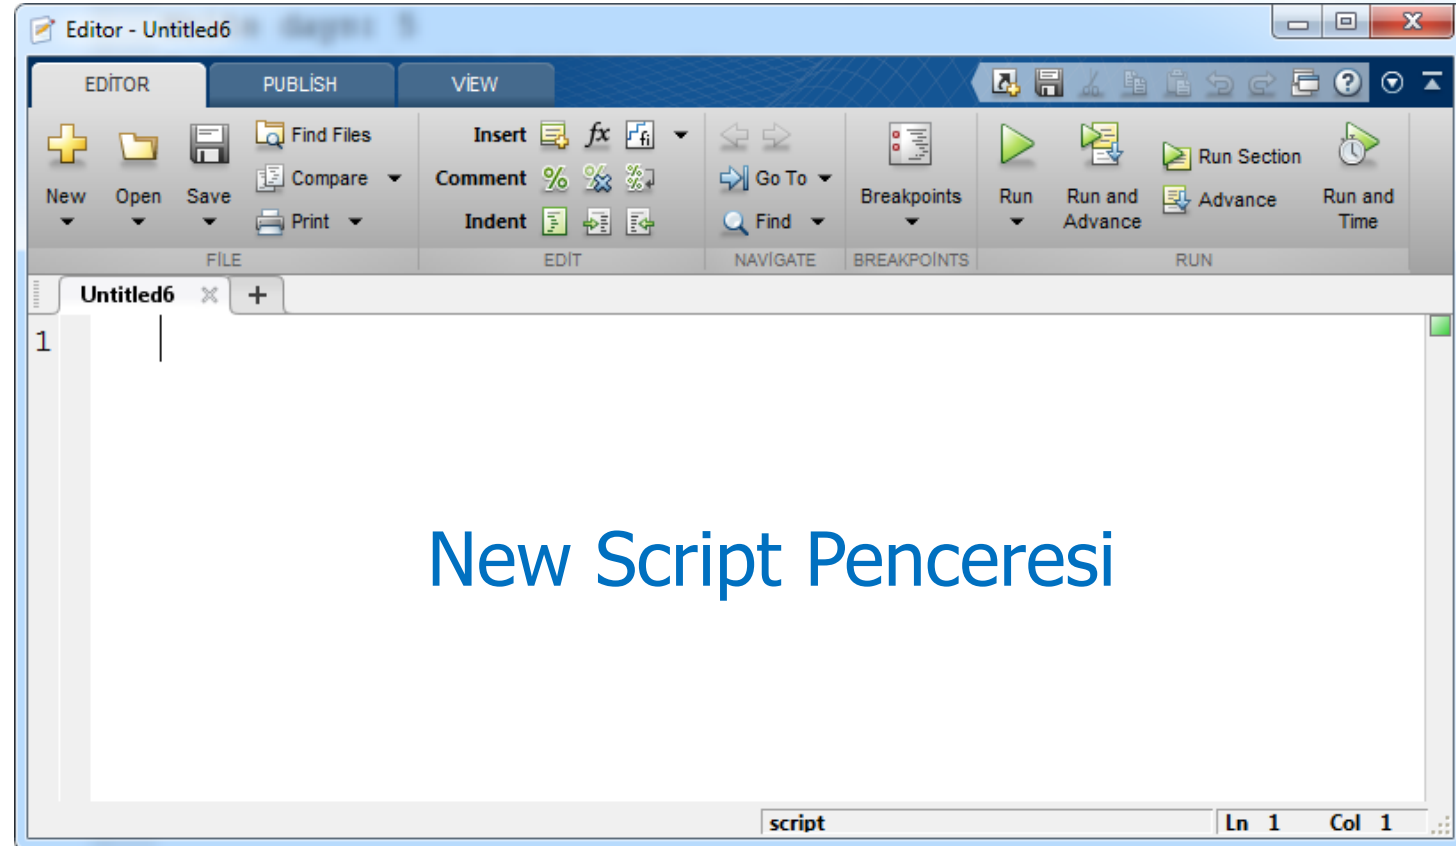 Editor - Untitled6
EDİTOR PUBLİSH VİEW
New Open Save
Find Files
Compare
Print
FİLE
Insert fx fi
Comment
Indent
EDİT
Go To
Find
NAVİGATE
Breakpoints
BREAKPOİNTS
Run
Run and
Advance
Run Section
Advance
Run and
Time
RUN
Untitled6
1
New Script Penceresi
script Ln 1 Col 1